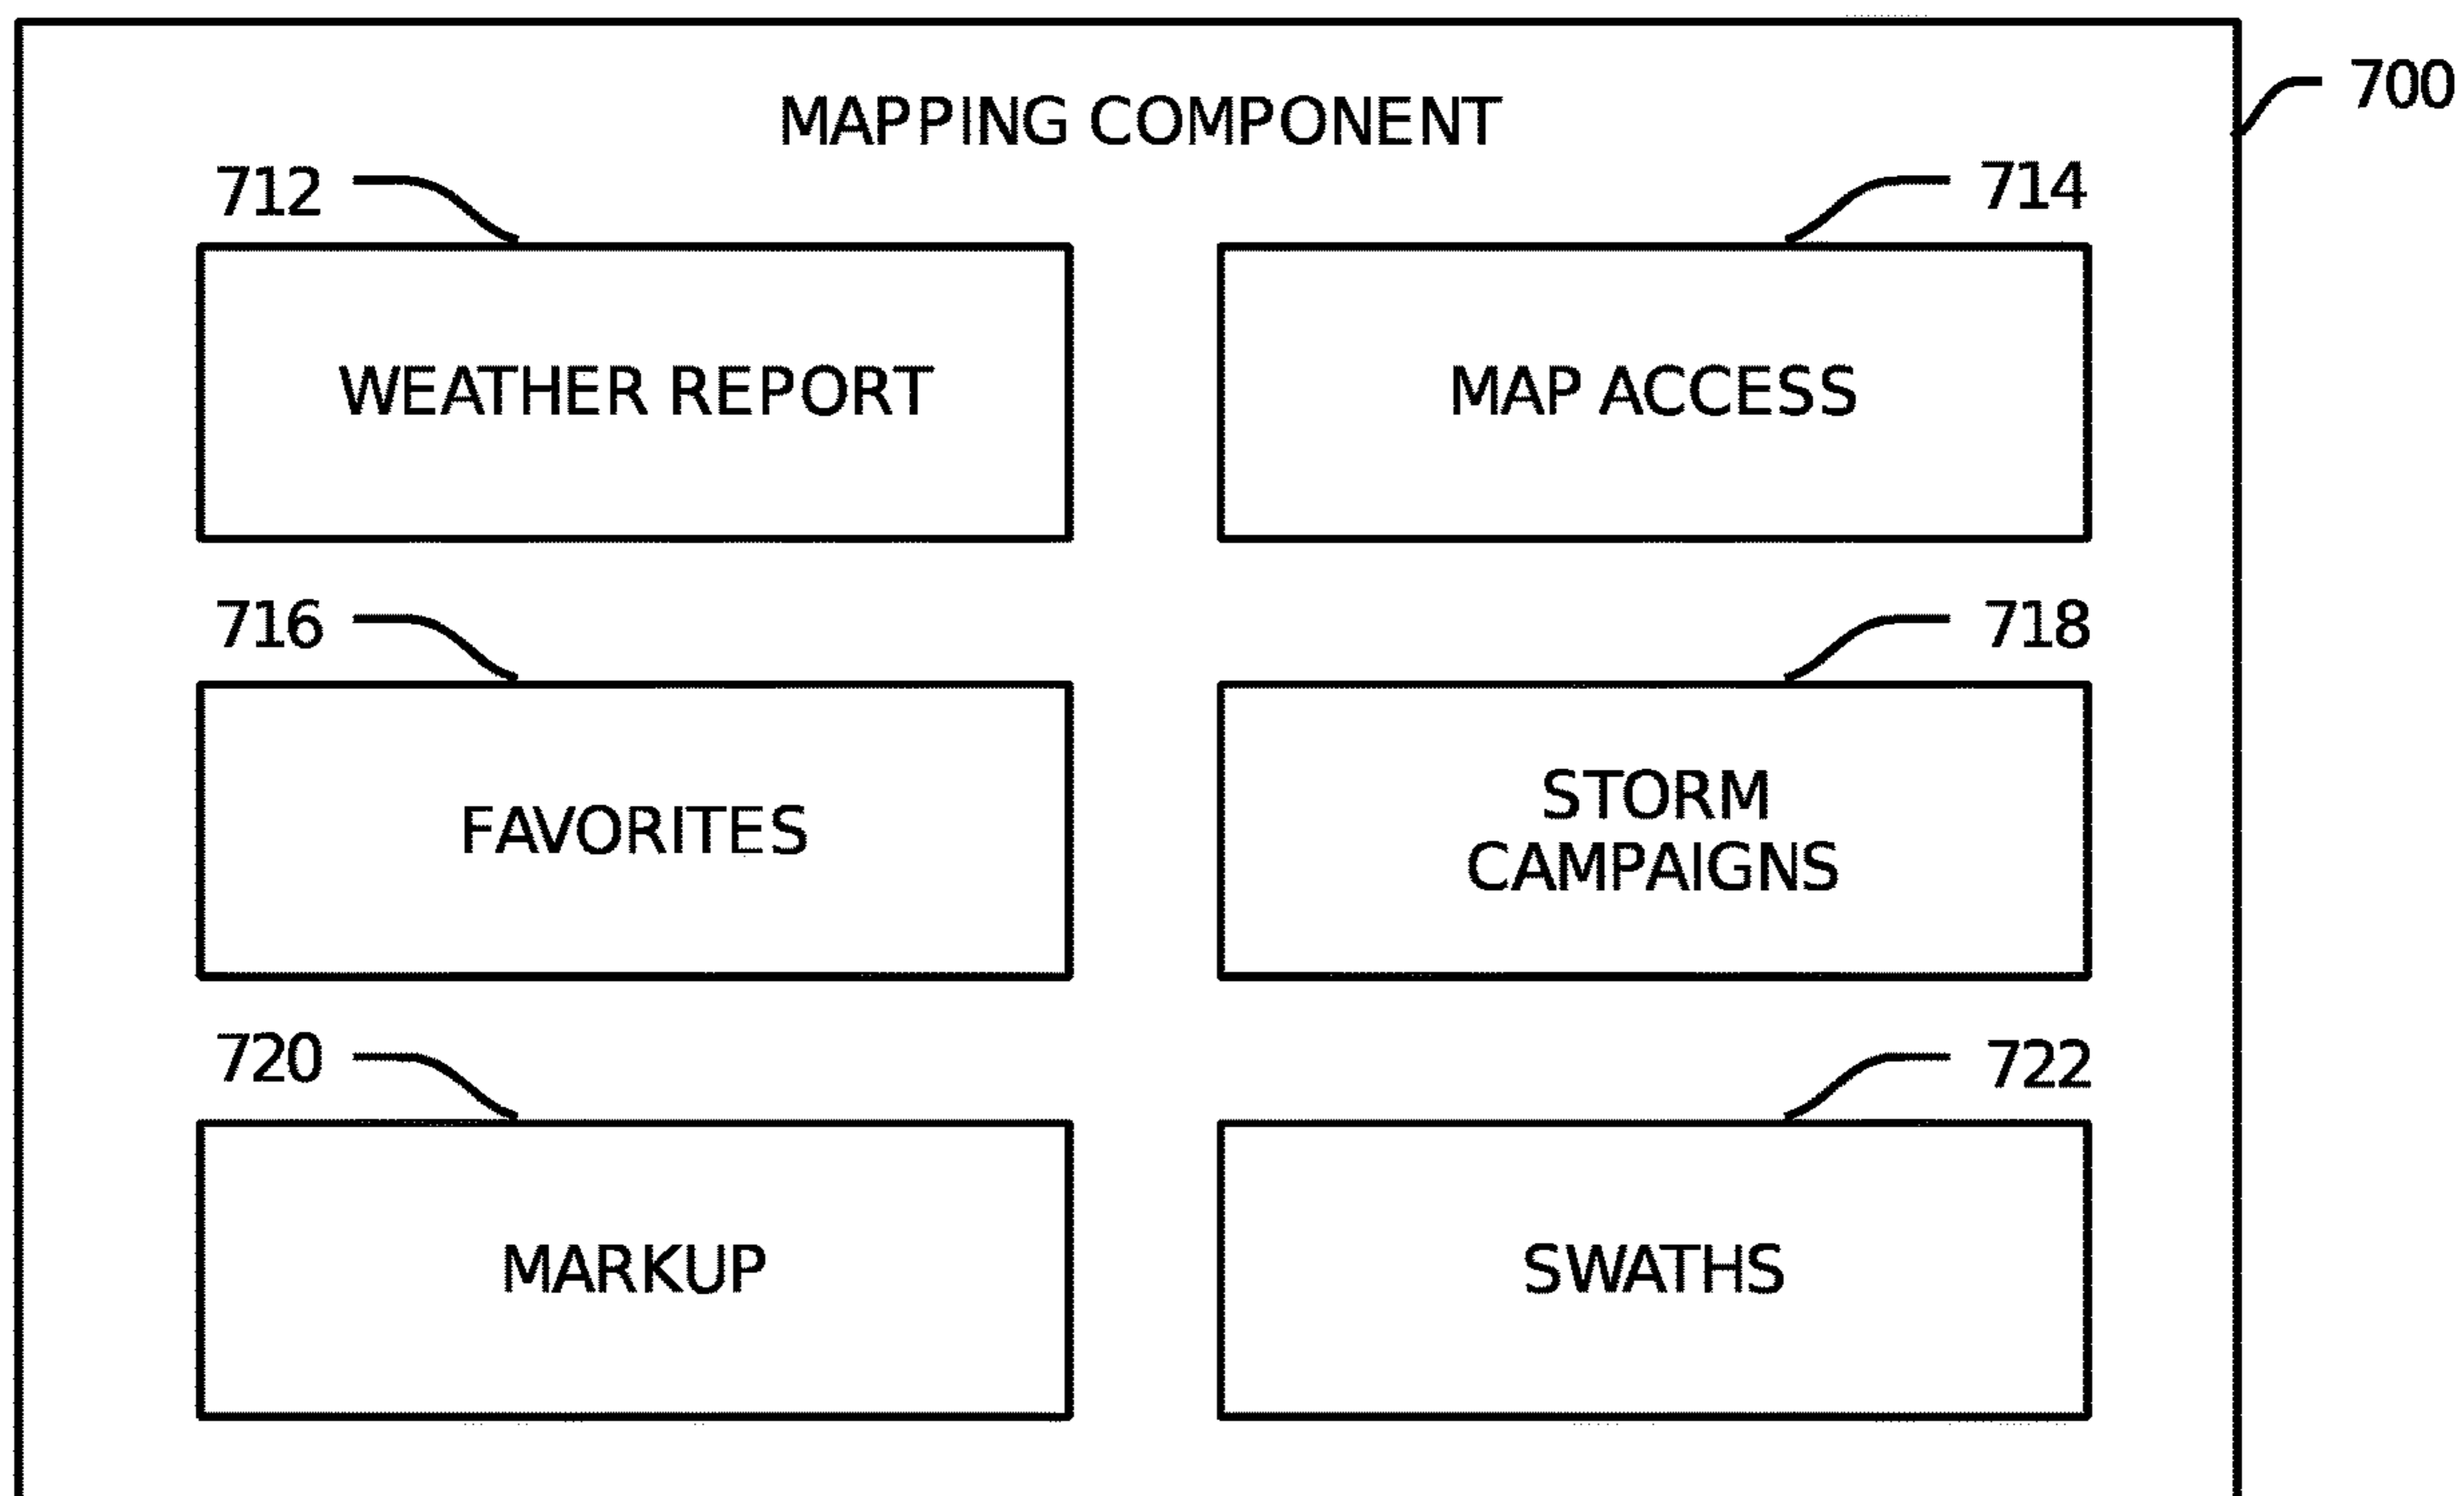 700
MAPPING COMPONENT
712
714
WEATHER REPORT
MAP ACCESS
716
718
FAVORITES
STORM
CAMPAIGNS
720
722
MARKUP
SWATHS